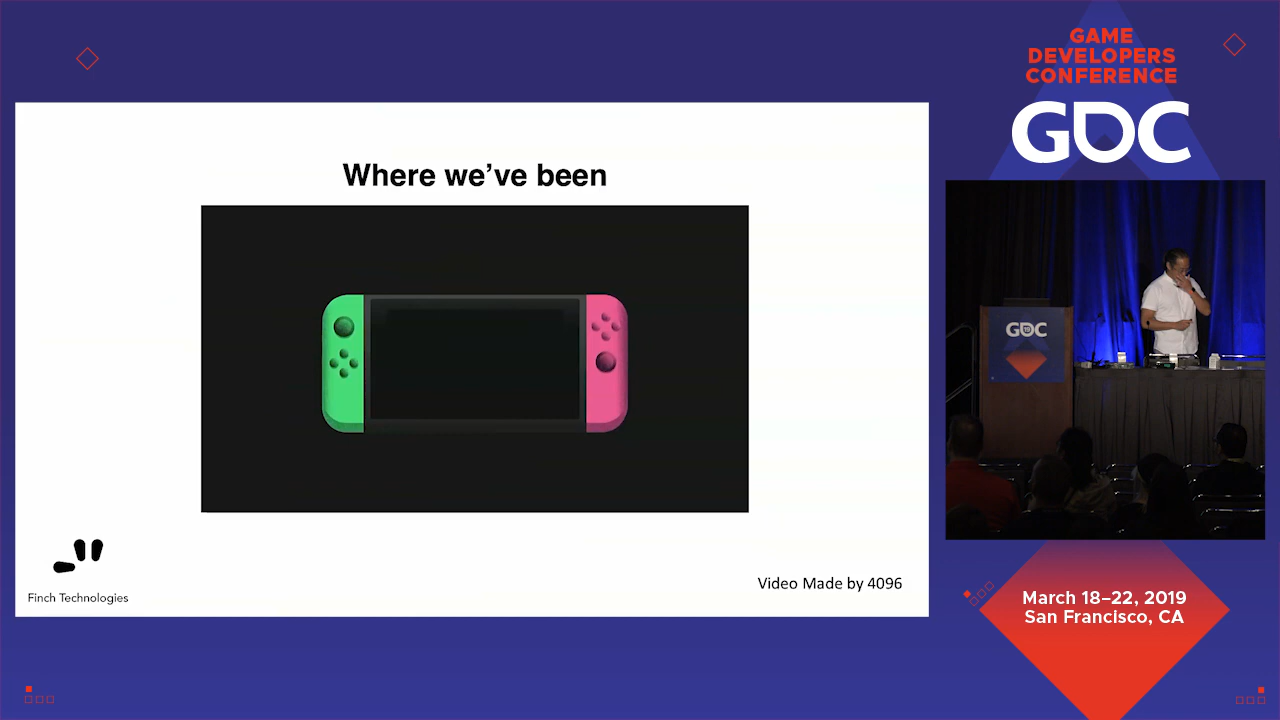 GAME
DEVELOPERS
CONFERENCE
GDC
Where we've been
GDC
Video Made by 4096
Finch Technologies
March 18–22, 2019
San Francisco, CA